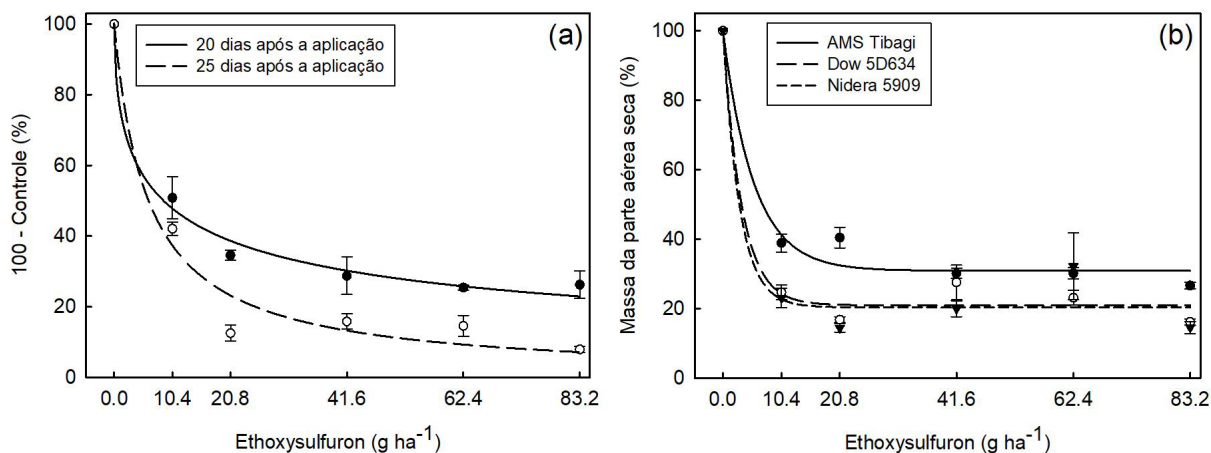 (a)
20 dias após a aplicação
25 dias após a aplicação
100 - Controle (%)
100
80
60
40
20
0
0.0 10.4 20.8 41.6 62.4 83.2
Ethoxysulfuron (g ha-1)
(b)
AMS Tibagi
Dow 5D634
Nidera 5909
Massa da parte aérea seca (%)
100
80
60
40
20
0
0.0 10.4 20.8 41.6 62.4 83.2
Ethoxysulfuron (g ha-1)